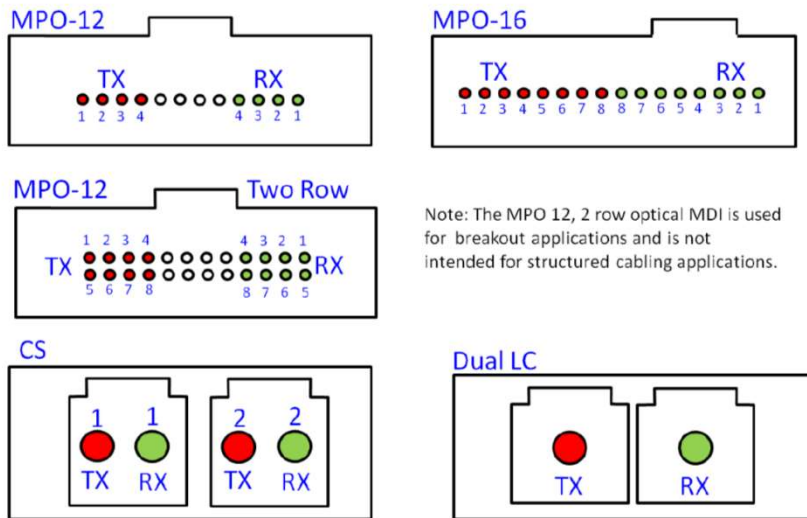 MPO-12
TX RX
1 2 3 4 4 3 2 1
MPO-16
TX RX
1 2 3 4 5 6 7 8 8 7 6 5 4 3 2 1
MPO-12 Two Row
1 2 3 4 4 3 2 1
TX RX
5 6 7 8 8 7 6 5
Note: The MPO 12, 2 row optical MDI is used
for breakout applications and is not
intended for structured cabling applications.
CS
1 1 2 2
TX RX TX RX
Dual LC
TX RX